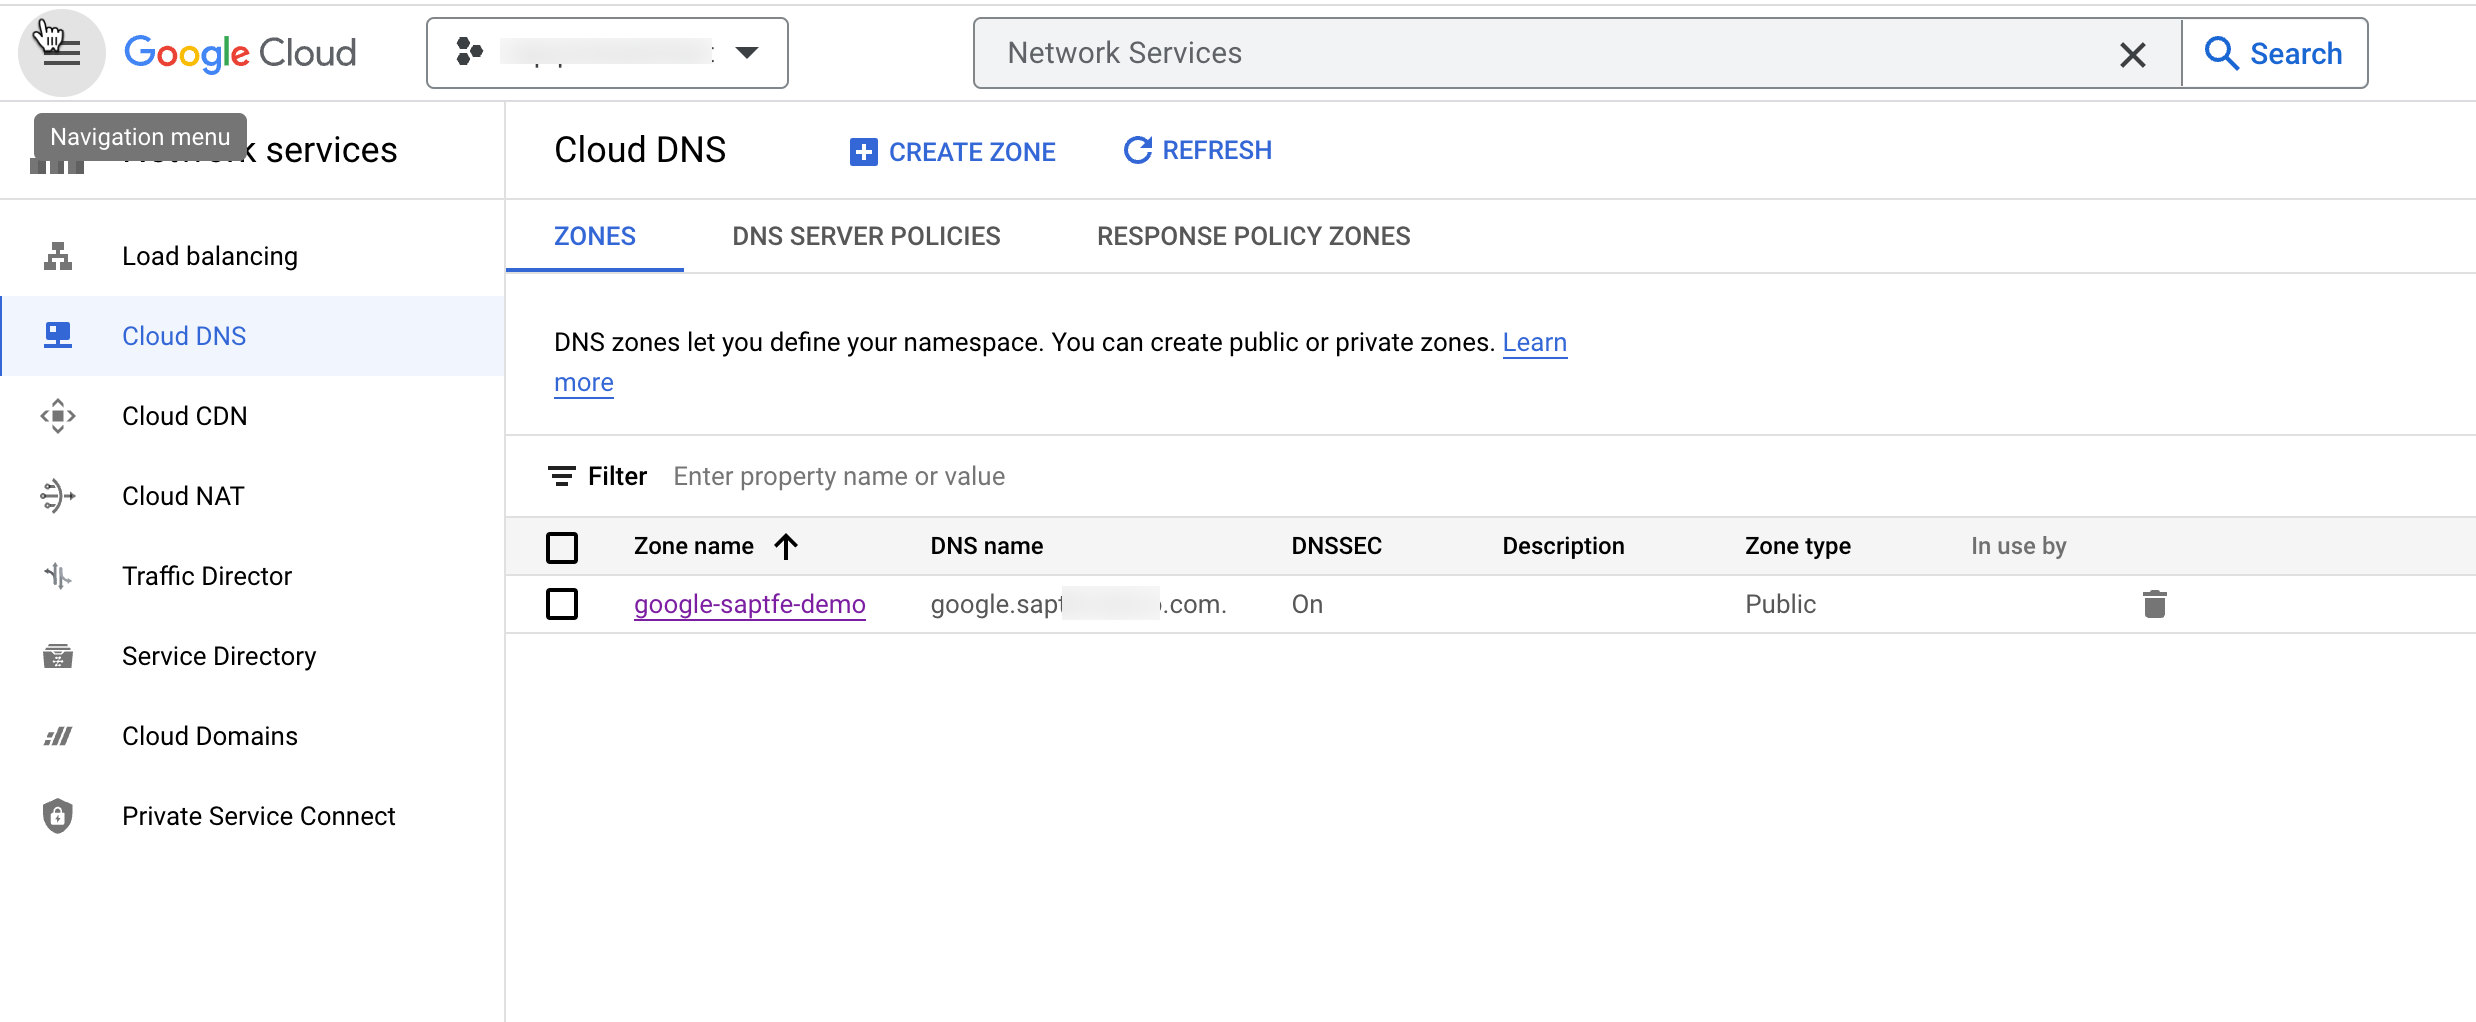 Google Cloud
Network Services
Search
Navigation menu
services
Cloud DNS
CREATE ZONE
REFRESH
Load balancing
Cloud DNS
Cloud CDN
Cloud NAT
Traffic Director
Service Directory
Cloud Domains
Private Service Connect
ZONES DNS SERVER POLICIES RESPONSE POLICY ZONES
DNS zones let you define your namespace. You can create public or private zones. Learn
more
Filter Enter property name or value
Zone name DNS name DNSSEC Description Zone type In use by
google-saptfe-demo google.sapt .com. On Public